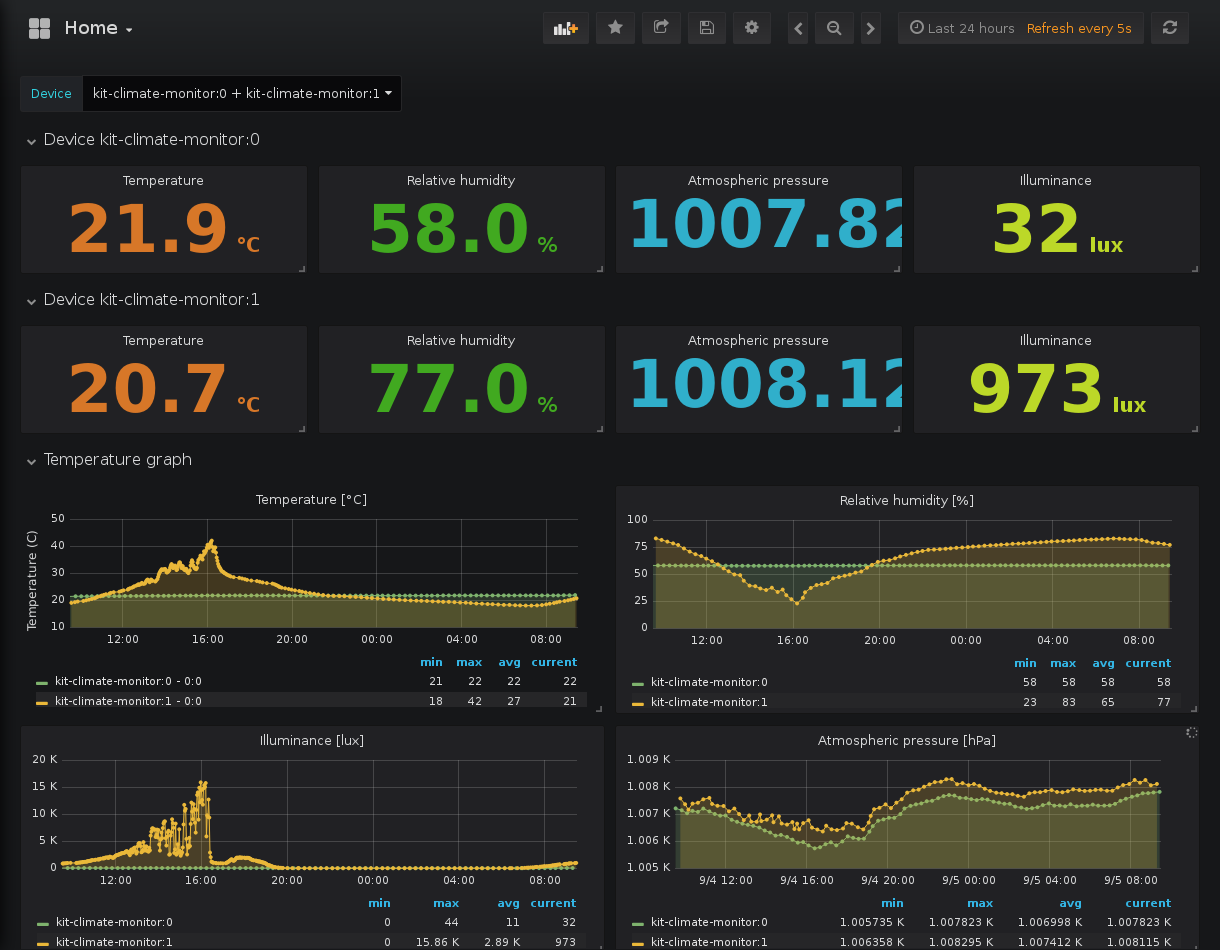 Home
Last 24 hours Refresh every 5s
Device kit-climate-monitor:0 + kit-climate-monitor:1
Device kit-climate-monitor:0
Temperature Relative humidity Atmospheric pressure Illuminance
21.9 °C 58.0 % 1007.82 32 lux
Device kit-climate-monitor:1
Temperature Relative humidity Atmospheric pressure Illuminance
20.7 °C 77.0 % 1008.12 973 lux
Temperature graph
Temperature [°C]
Temperature (C)
50
40
30
20
10
12:00 16:00 20:00 00:00 04:00 08:00
min max avg current
kit-climate-monitor:0 - 0:0 21 22 22 22
kit-climate-monitor:1 - 0:0 18 42 27 21
Relative humidity [%]
100
75
50
25
0
12:00 16:00 20:00 00:00 04:00 08:00
min max avg current
kit-climate-monitor:0 58 58 58 58
kit-climate-monitor:1 23 83 65 77
Illuminance [lux]
20 K
15 K
10 K
5 K
0
12:00 16:00 20:00 00:00 04:00 08:00
min max avg current
kit-climate-monitor:0 0 44 11 32
kit-climate-monitor:1 0 15.86 K 2.89 K 973
Atmospheric pressure [hPa]
1.009 K
1.008 K
1.007 K
1.006 K
1.005 K
9/4 12:00 9/4 16:00 9/4 20:00 9/5 00:00 9/5 04:00 9/5 08:00
min max avg current
kit-climate-monitor:0 1.005735 K 1.007823 K 1.006998 K 1.007823 K
kit-climate-monitor:1 1.006358 K 1.008295 K 1.007412 K 1.008115 K